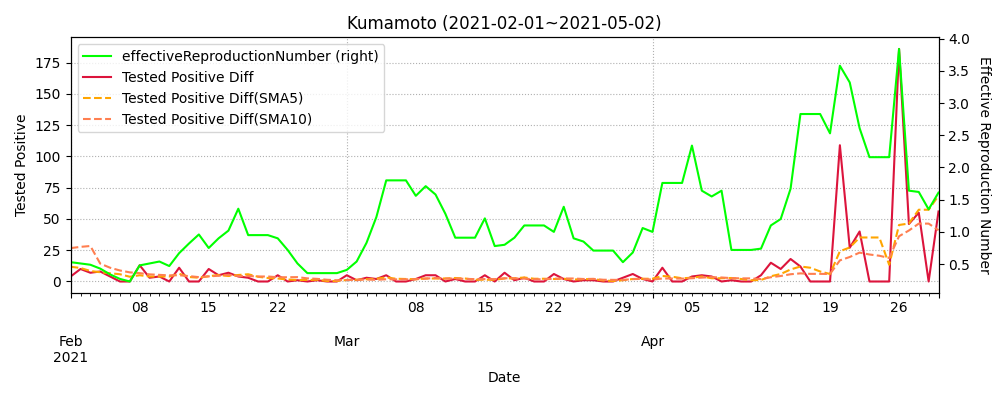 Kumamoto (2021-02-01~2021-05-02)
effectiveReproductionNumber (right)
Tested Positive Diff
Tested Positive Diff(SMA5)
Tested Positive Diff(SMA10)
Tested Positive
175
150
125
100
75
50
25
0
4.0
3.5
3.0
2.5
2.0
1.5
1.0
0.5
Effective Reproduction Number
08 15 22 08 15 22 29 05 12 19 26
Feb Mar Apr
2021
Date